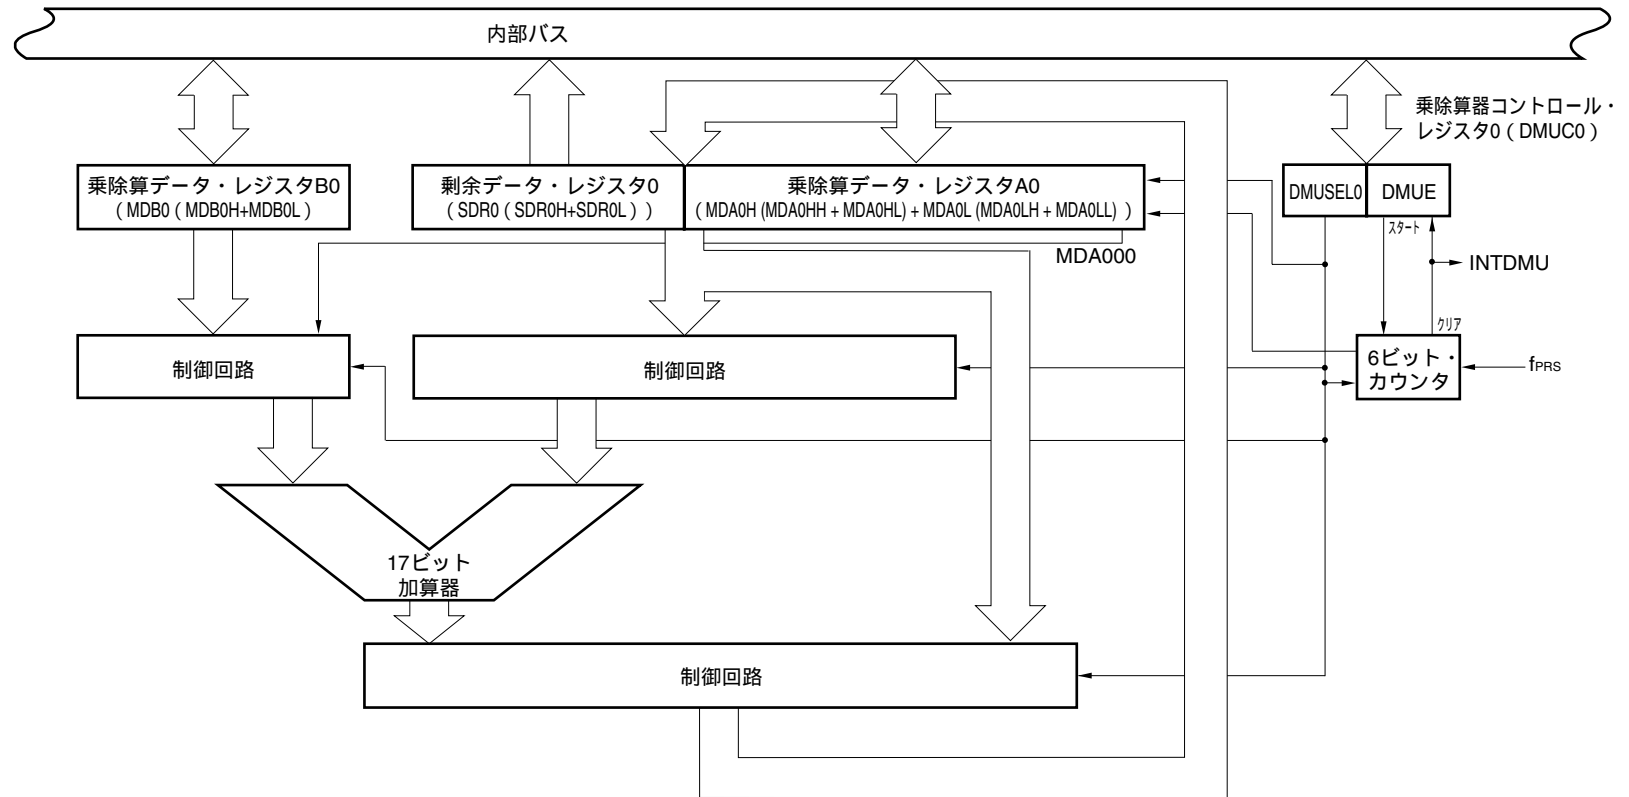 内部バス
乗除算器コントロール・
レジスタ0（DMUC0）
乗除算データ・レジスタB0
（MDB0（MDB0H+MDB0L）
剰余データ・レジスタ0
（SDR0（SDR0H+SDR0L））
乗除算データ・レジスタA0
（MDA0H (MDA0HH + MDA0HL) + MDA0L (MDA0LH + MDA0LL) ）
DMUSEL0
DMUE
スタート
MDA000
INTDMU
クリア
制御回路
制御回路
6ビット・
カウンタ
fPRS
17ビット
加算器
制御回路